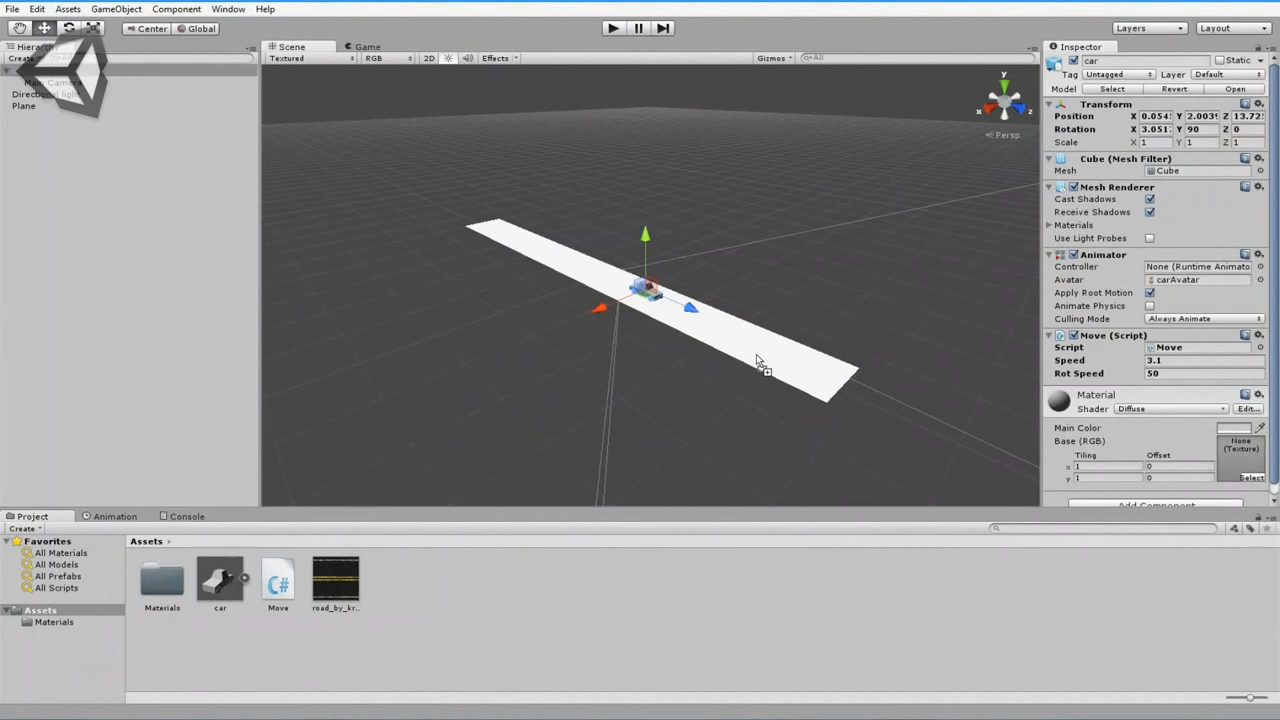 File Edit Assets GameObject Component Window Help
Center Global Layers Layout
Hierarchy Scene Game Inspector
Create All Textured RGB 2D Effects Gizmos All car Static
Tag Untagged Layer Default
Main Camera Model Select Revert Open
Directional light Transform
Plane y x z Persp
Position X 0.054 Y 2.003 Z 13.72
Rotation X 3.051 Y 90 Z 0
Scale X 1 Y 1 Z 1
Cube (Mesh Filter)
Mesh Cube
Mesh Renderer
Cast Shadows
Receive Shadows
Materials
Use Light Probes
Animator
Controller None (Runtime Animato
Avatar carAvatar
Apply Root Motion
Animate Physics
Culling Mode Always Animate
Move (Script)
Script Move
Speed 3.1
Rot Speed 50
Material
Shader Diffuse Edit...
Main Color
Base (RGB) None
(Texture)
Tiling Offset
x 1 0
y 1 0 Select
Add Component
Project Animation Console
Create
Favorites Assets
All Materials
All Models
All Prefabs
All Scripts
Assets Materials car C# Move road_by_kr...
Materials